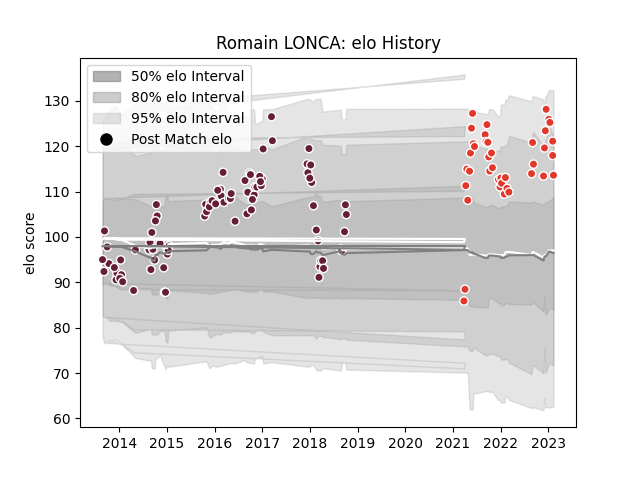 Romain LONCA: elo History
50% elo Interval
80% elo Interval
95% elo Interval
Post Match elo
elo score
130
120
110
100
90
80
70
60
2014 2015 2016 2017 2018 2019 2020 2021 2022 2023